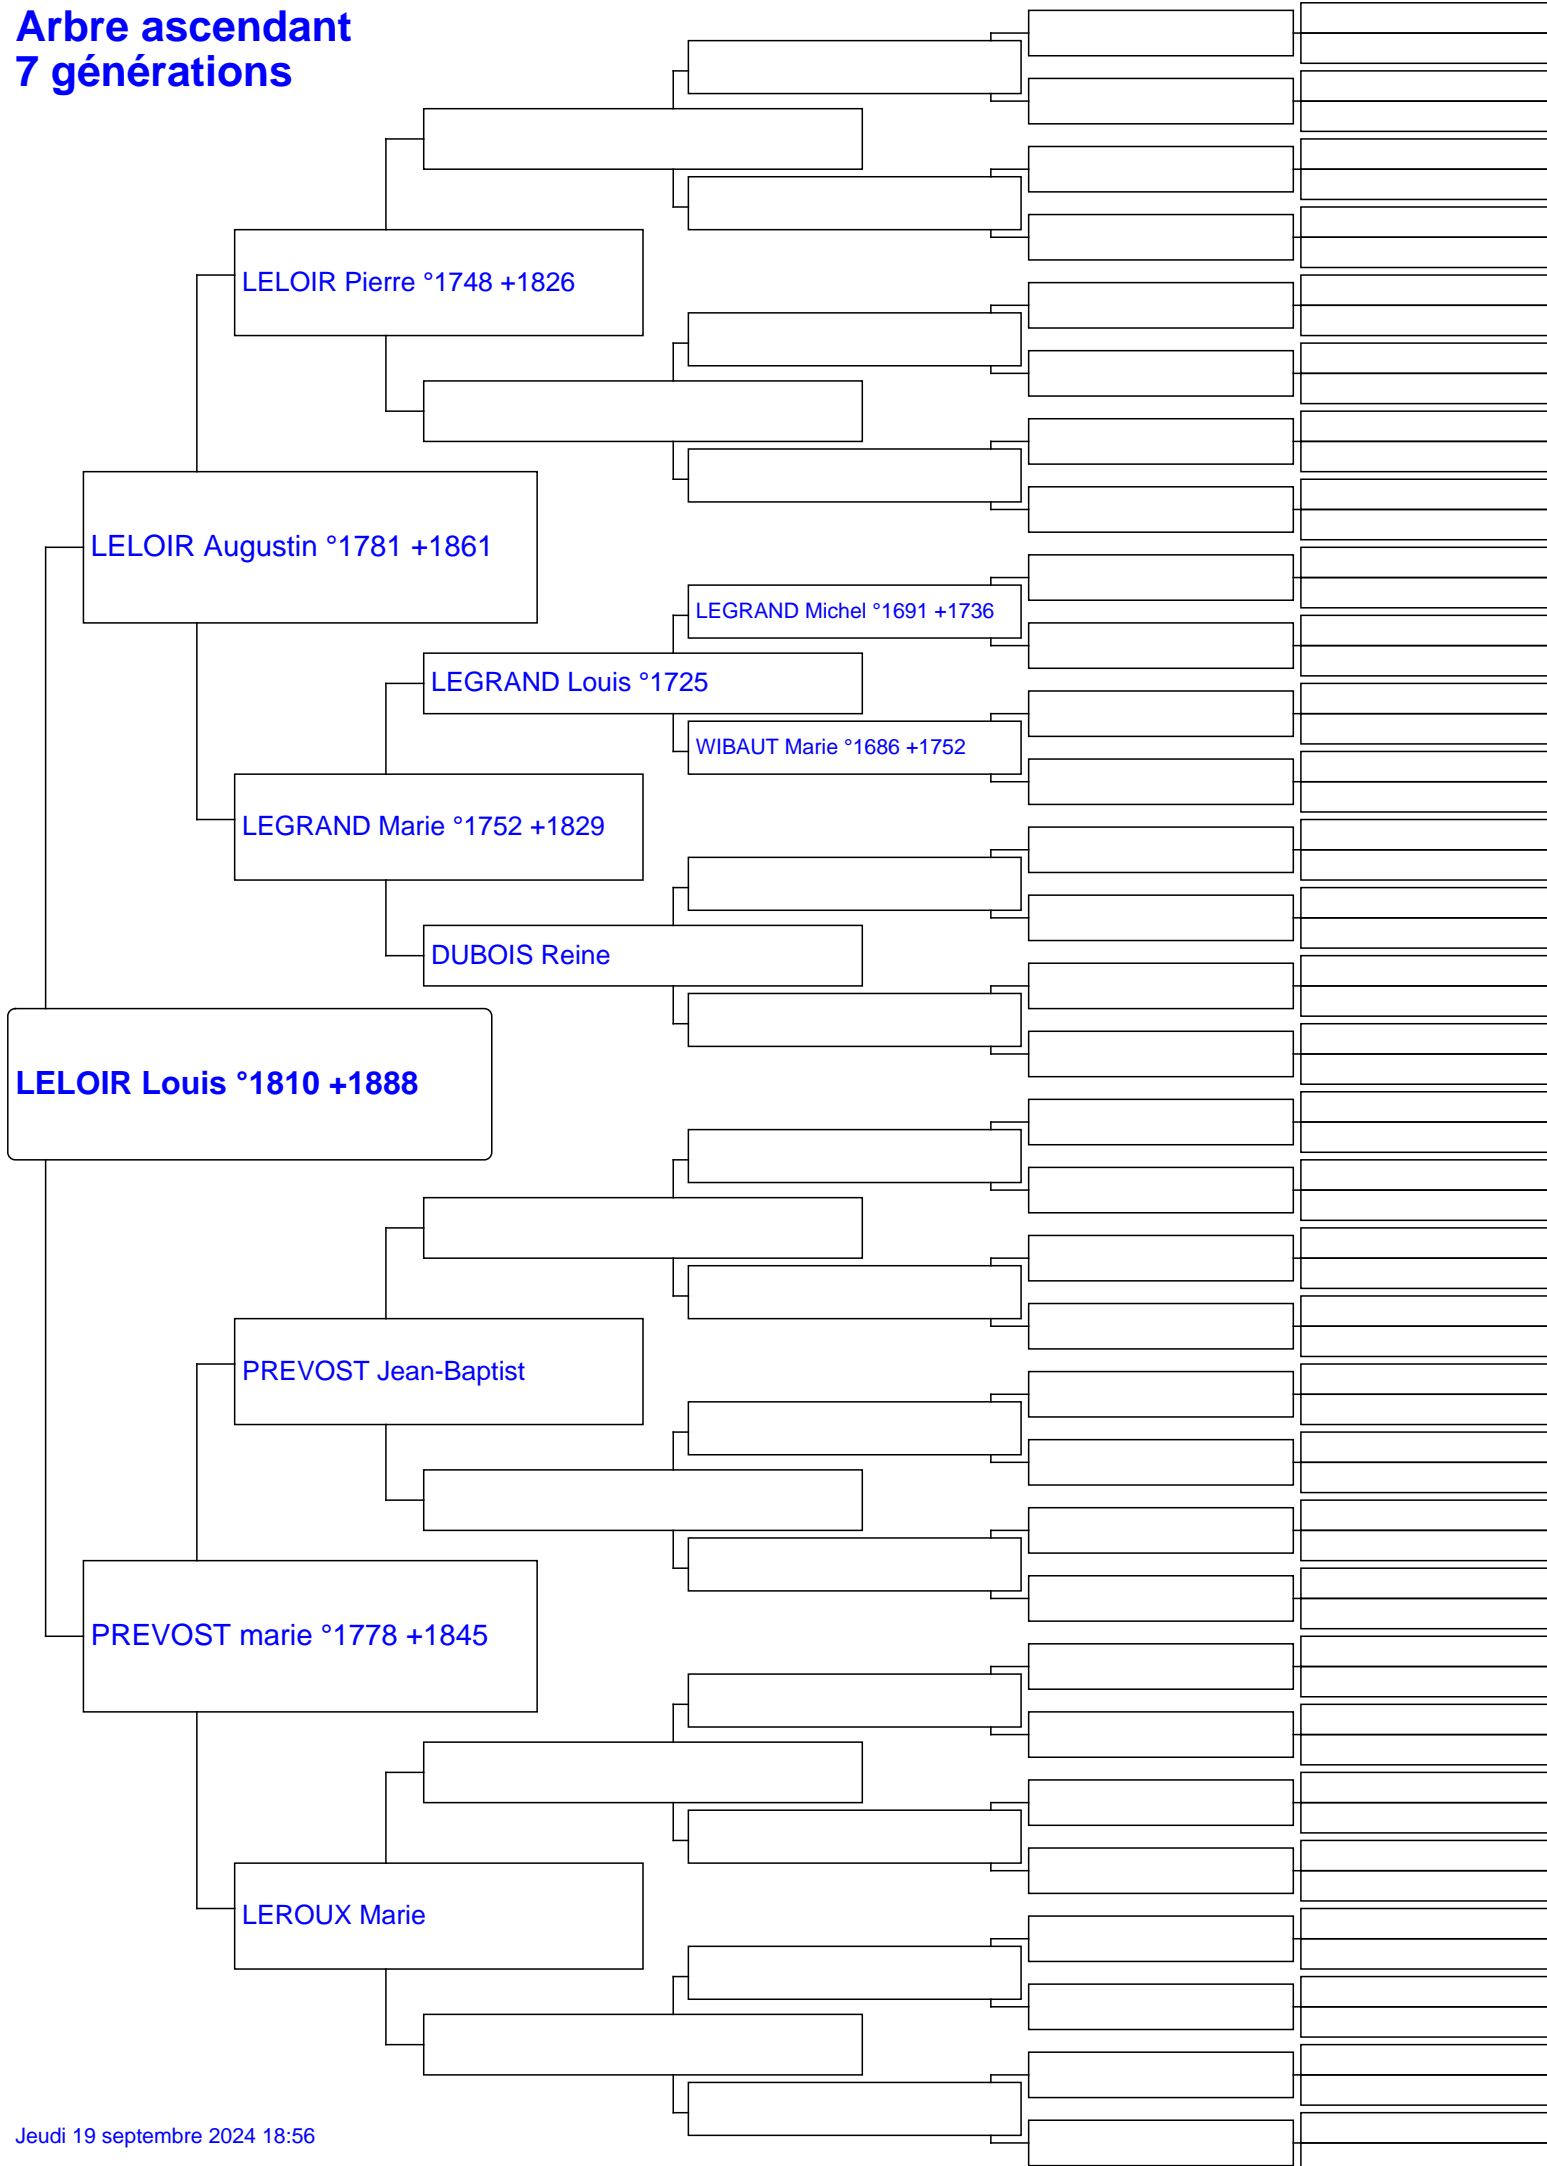 Arbre ascendant
7 générations
LELOIR Pierre °1748 +1826
LELOIR Augustin °1781 +1861
LEGRAND Michel °1691 +1736
LEGRAND Louis °1725
WIBAUT Marie °1686 +1752
LEGRAND Marie °1752 +1829
DUBOIS Reine
LELOIR Louis °1810 +1888
PREVOST Jean-Baptist
PREVOST marie °1778 +1845
LEROUX Marie
Jeudi 19 septembre 2024 18:56